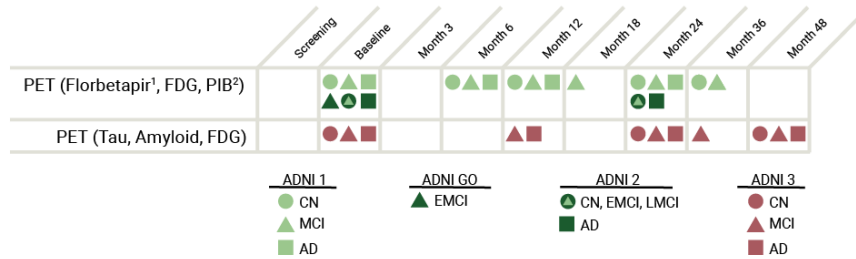 Screening Baseline Month 3 Month 6 Month 12 Month 18 Month 24 Month 36 Month 48
PET (Florbetapir¹, FDG, PIB²)
PET (Tau, Amyloid, FDG)
ADNI 1 ADNI GO ADNI 2 ADNI 3
CN EMCI CN, EMCI, LMCI CN
MCI AD MCI
AD AD